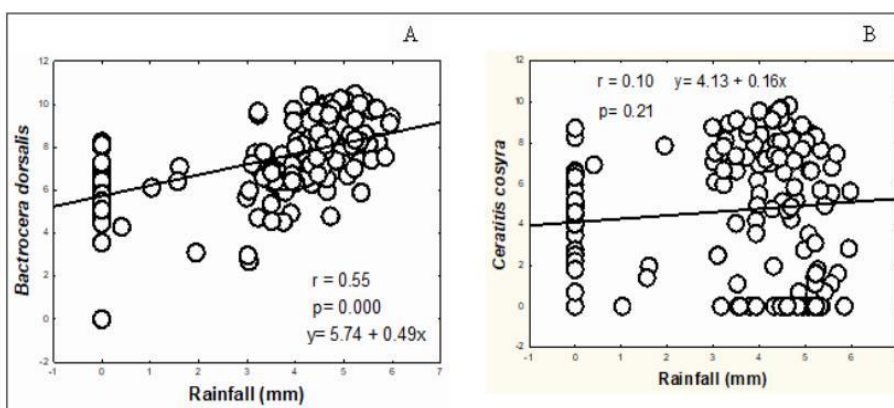 A
12
10
8
6
4
2
0
-2
Bactrocera dorsalis
r = 0.55
p= 0.000
y= 5.74 + 0.49x
-1 0 1 2 3 4 5 6 7
Rainfall (mm)
B
r = 0.10 y= 4.13 + 0.16x
p= 0.21
12
10
8
6
4
2
0
-2
Ceratitis cosyra
-1 0 1 2 3 4 5 6 7
Rainfall (mm)